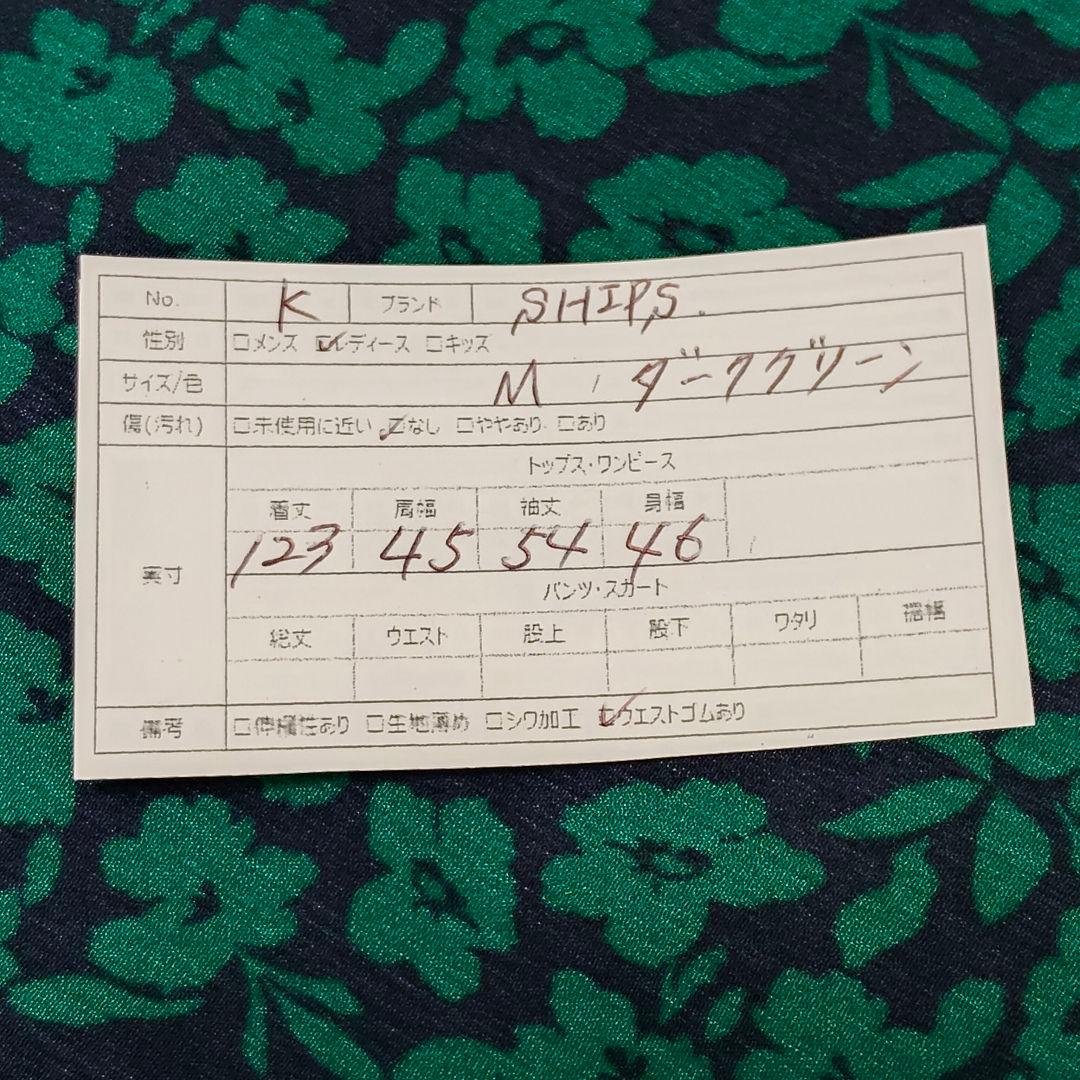 No. K ブランド SHIPS.
性別 □メンズ ☑レディース □キッズ
サイズ/色 M / ダークグリーン
傷(汚れ) □未使用に近い ☑なし □ややあり □あり
トップス・ワンピース
着丈 肩幅 袖丈 身幅
123 45 54 46
実寸
パンツ・スカート
総丈 ウエスト 股上 股下 ワタリ 裾幅
備考 □伸縮性あり □生地薄め □シワ加工 ☑ウエストゴムあり